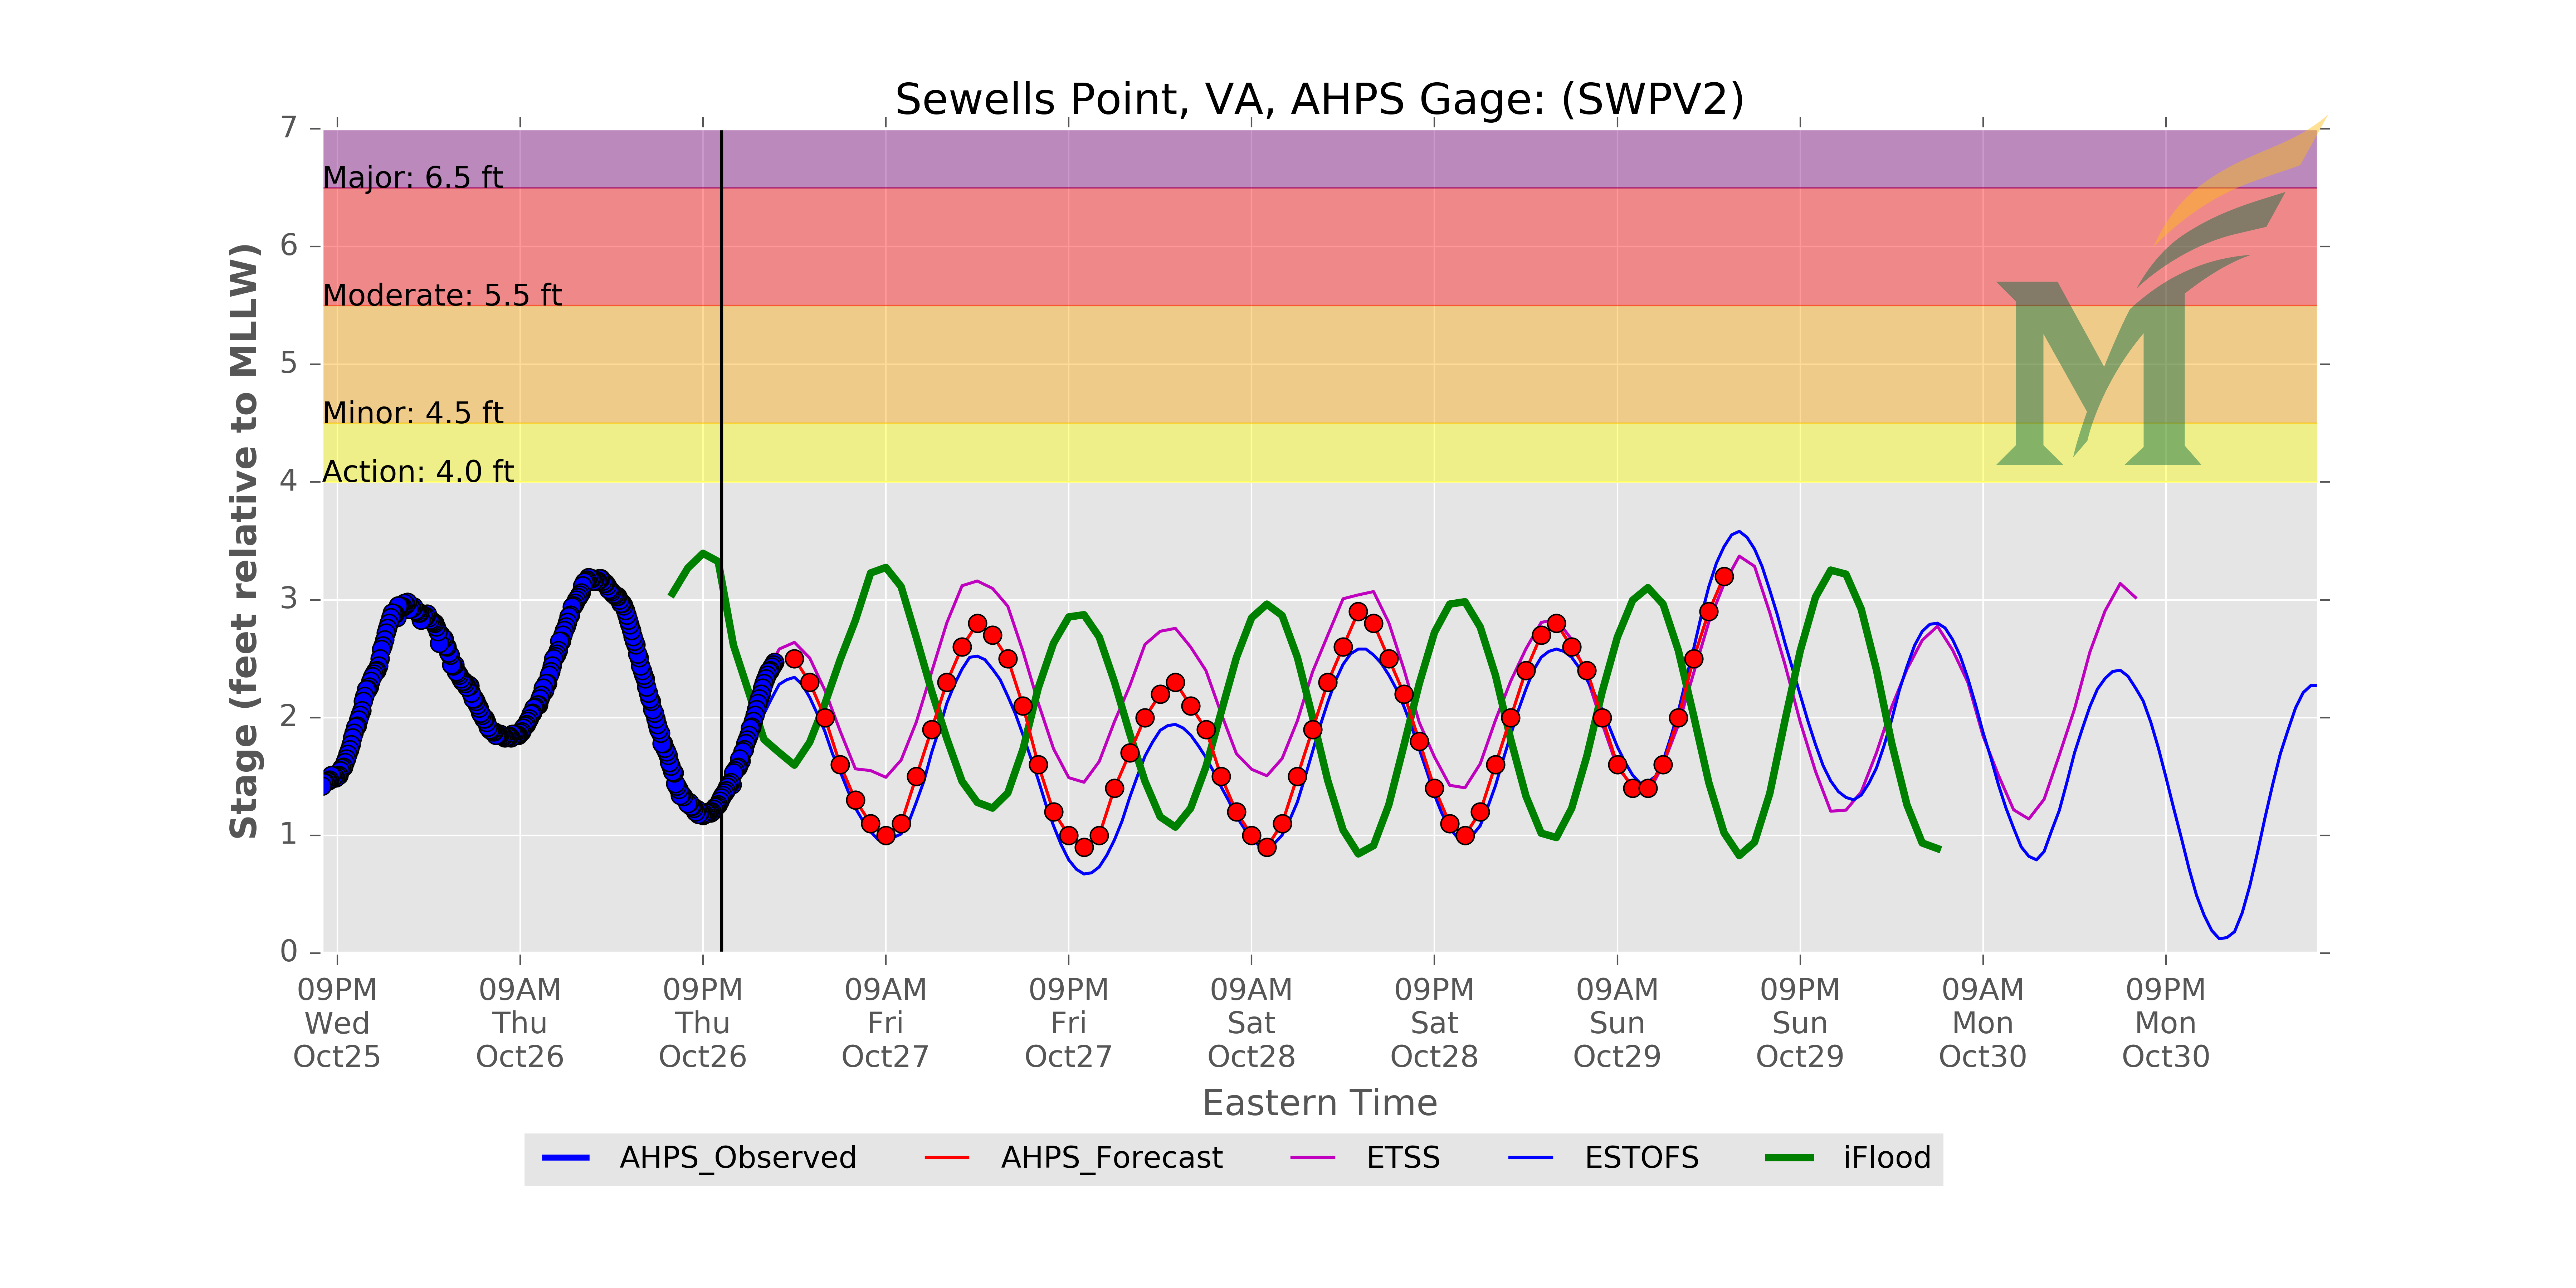 Sewells Point, VA, AHPS Gage: (SWPV2)
Stage (feet relative to MLLW)
7
6
5
4
3
2
1
0
Major: 6.5 ft
Moderate: 5.5 ft
Minor: 4.5 ft
Action: 4.0 ft
M
09PM 09AM 09PM 09AM 09PM 09AM 09PM 09AM 09PM 09AM 09PM
Wed Thu Thu Fri Fri Sat Sat Sun Sun Mon Mon
Oct25 Oct26 Oct26 Oct27 Oct27 Oct28 Oct28 Oct29 Oct29 Oct30 Oct30
Eastern Time
AHPS_Observed AHPS_Forecast ETSS ESTOFS iFlood